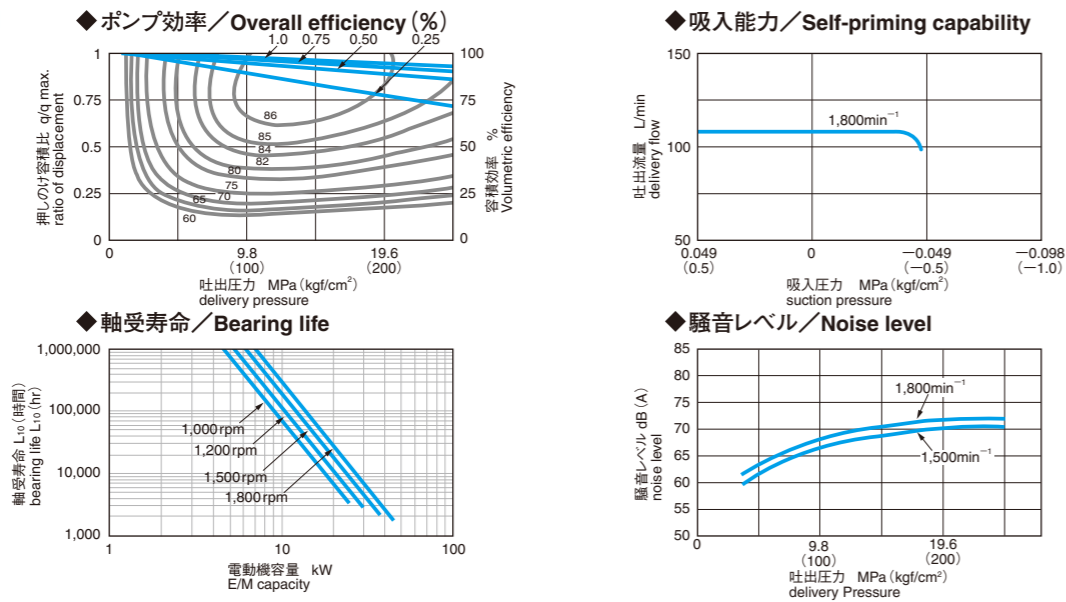 ◆ポンプ効率／Overall efficiency（%）
1.0 0.75 0.50 0.25
押しのけ容積比 q/q max.
ratio of displacement
1
0.75
0.5
0.25
0
86
85
84
82
80
75
70
65
60
100
75
50
25
0
容積効率 %
Volumetric efficiency
0 9.8 19.6
(100) (200)
吐出圧力 MPa（kgf/cm²）
delivery pressure
◆吸入能力／Self-priming capability
吐出流量 L/min
delivery flow
150
100
50
1,800min⁻¹
0.049 0 －0.049 －0.098
(0.5) (－0.5) (－1.0)
吸入圧力 MPa（kgf/cm²）
suction pressure
◆軸受寿命／Bearing life
軸受寿命 L₁₀（時間）
bearing life L₁₀（hr）
1,000,000
100,000
10,000
1,000
1,000rpm
1,200rpm
1,500rpm
1,800rpm
1 10 100
電動機容量 kW
E/M capacity
◆騒音レベル／Noise level
騒音レベル dB（A）
noise level
85
80
75
70
65
60
55
50
1,800min⁻¹
1,500min⁻¹
0 9.8 19.6
(100) (200)
吐出圧力 MPa（kgf/cm²）
delivery Pressure